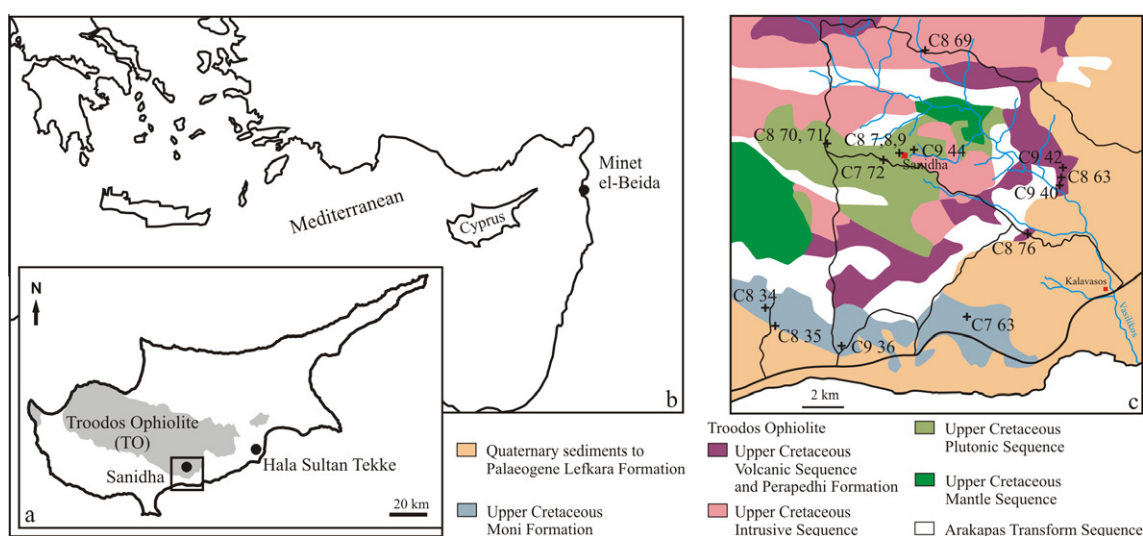 Mediterranean
Cyprus
Minet
el-Beida
b
N
Troodos Ophiolite
(TO)
Sanidha
Hala Sultan Tekke
20 km
a
C8 69
C8 70, 71
C8 7,8,9
C9 44
Sanidha
C7 72
C9 42
C8 63
C9 40
C8 76
Kalavasos
Vasilikos
C8 34
C8 35
C9 36
C7 63
2 km
c
Quaternary sediments to
Palaeogene Lefkara Formation
Upper Cretaceous
Moni Formation
Troodos Ophiolite
Upper Cretaceous
Volcanic Sequence
and Perapedhi Formation
Upper Cretaceous
Intrusive Sequence
Upper Cretaceous
Plutonic Sequence
Upper Cretaceous
Mantle Sequence
Arakapas Transform Sequence